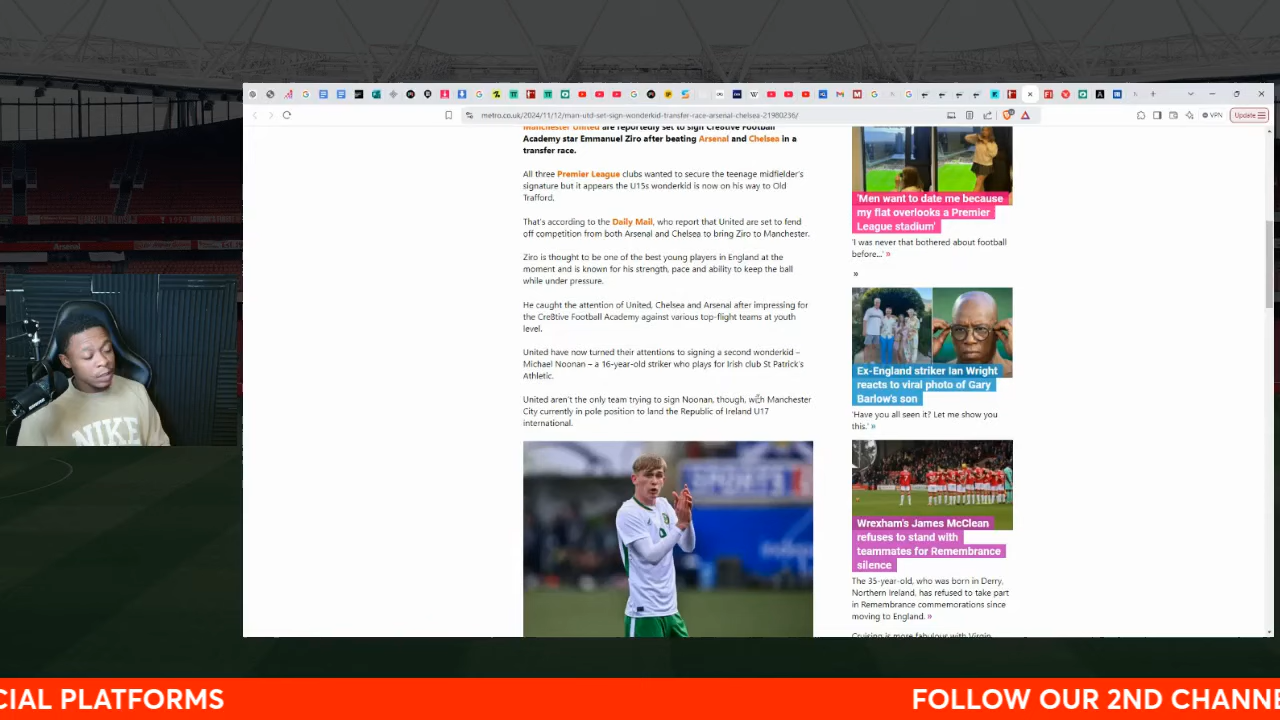 metro.co.uk/2024/11/12/man-utd-set-sign-wonderkid-transfer-race-arsenal-chelsea-21980236/
VPN
Update
Manchester United are reportedly set to sign Cre8tive Football
Academy star Emmanuel Ziro after beating Arsenal and Chelsea in a
transfer race.
All three Premier League clubs wanted to secure the teenage midfielder's
signature but it appears the U15s wonderkid is now on his way to Old
Trafford.
That's according to the Daily Mail, who report that United are set to fend
off competition from both Arsenal and Chelsea to bring Ziro to Manchester.
Ziro is thought to be one of the best young players in England at the
moment and is known for his strength, pace and ability to keep the ball
while under pressure.
He caught the attention of United, Chelsea and Arsenal after impressing for
the Cre8tive Football Academy against various top-flight teams at youth
level.
United have now turned their attentions to signing a second wonderkid –
Michael Noonan – a 16-year-old striker who plays for Irish club St Patrick's
Athletic.
United aren't the only team trying to sign Noonan, though, with Manchester
City currently in pole position to land the Republic of Ireland U17
international.
SPORTS
'Men want to date me because
my flat overlooks a Premier
League stadium'
'I was never that bothered about football
before...' »
»
Ex-England striker Ian Wright
reacts to viral photo of Gary
Barlow's son
'Have you all seen it? Let me show you
this.' »
Wrexham's James McClean
refuses to stand with
teammates for Remembrance
silence
The 35-year-old, who was born in Derry,
Northern Ireland, has refused to take part
in Remembrance commemorations since
moving to England. »
Cruising is more fabulous with Virgin
NIKE
CIAL PLATFORMS
FOLLOW OUR 2ND CHANNE